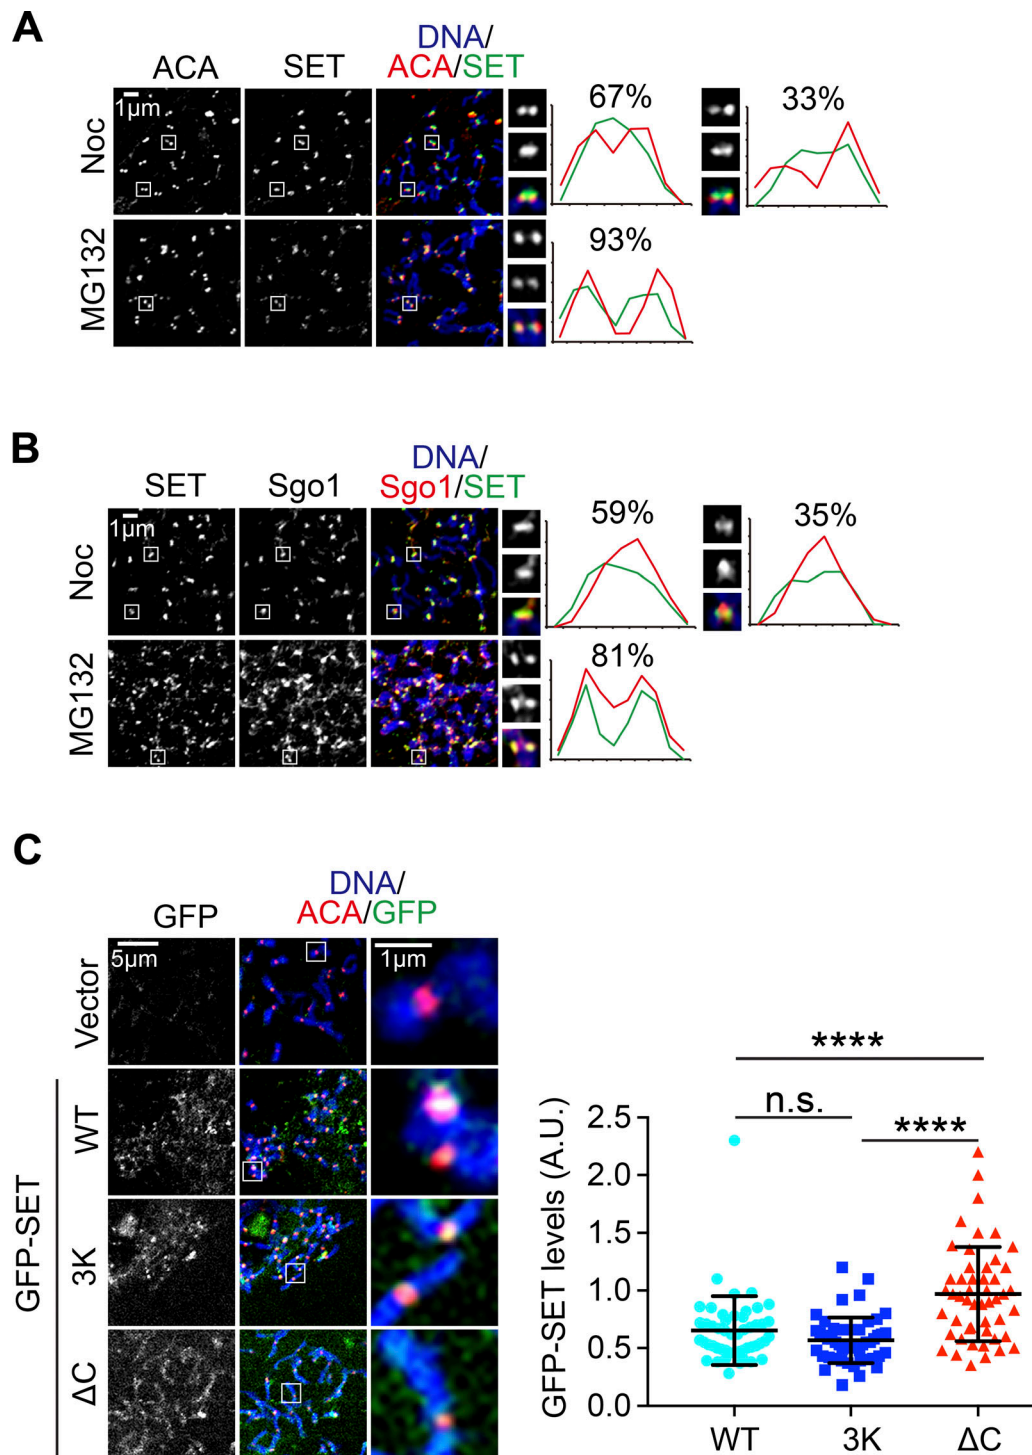 A
ACA
SET
DNA/
ACA/SET
1μm
Noc
67%
33%
MG132
93%
B
SET
Sgo1
DNA/
Sgo1/SET
1μm
Noc
59%
35%
MG132
81%
C
GFP
DNA/
ACA/GFP
5μm
1μm
Vector
GFP-SET
WT
3K
ΔC
****
n.s.
****
GFP-SET levels (A.U.)
2.5
2.0
1.5
1.0
0.5
0.0
WT
3K
ΔC